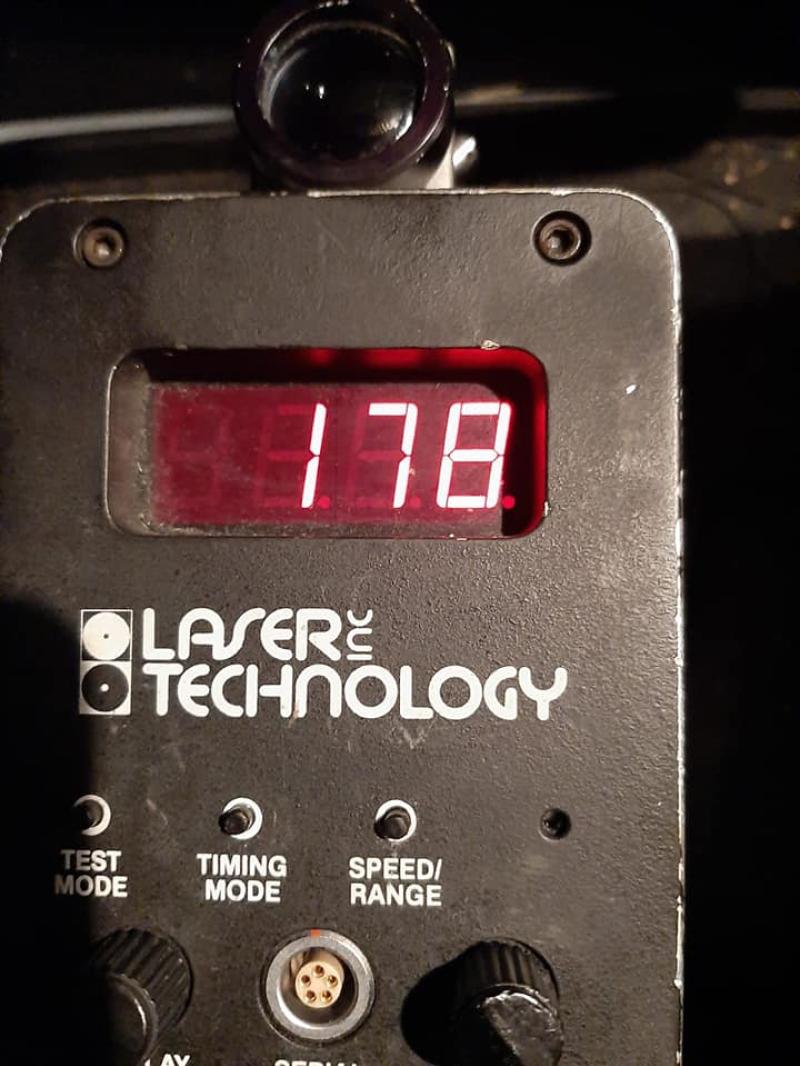 178
LASER INC
TECHNOLOGY
TEST
MODE
TIMING
MODE
SPEED/
RANGE